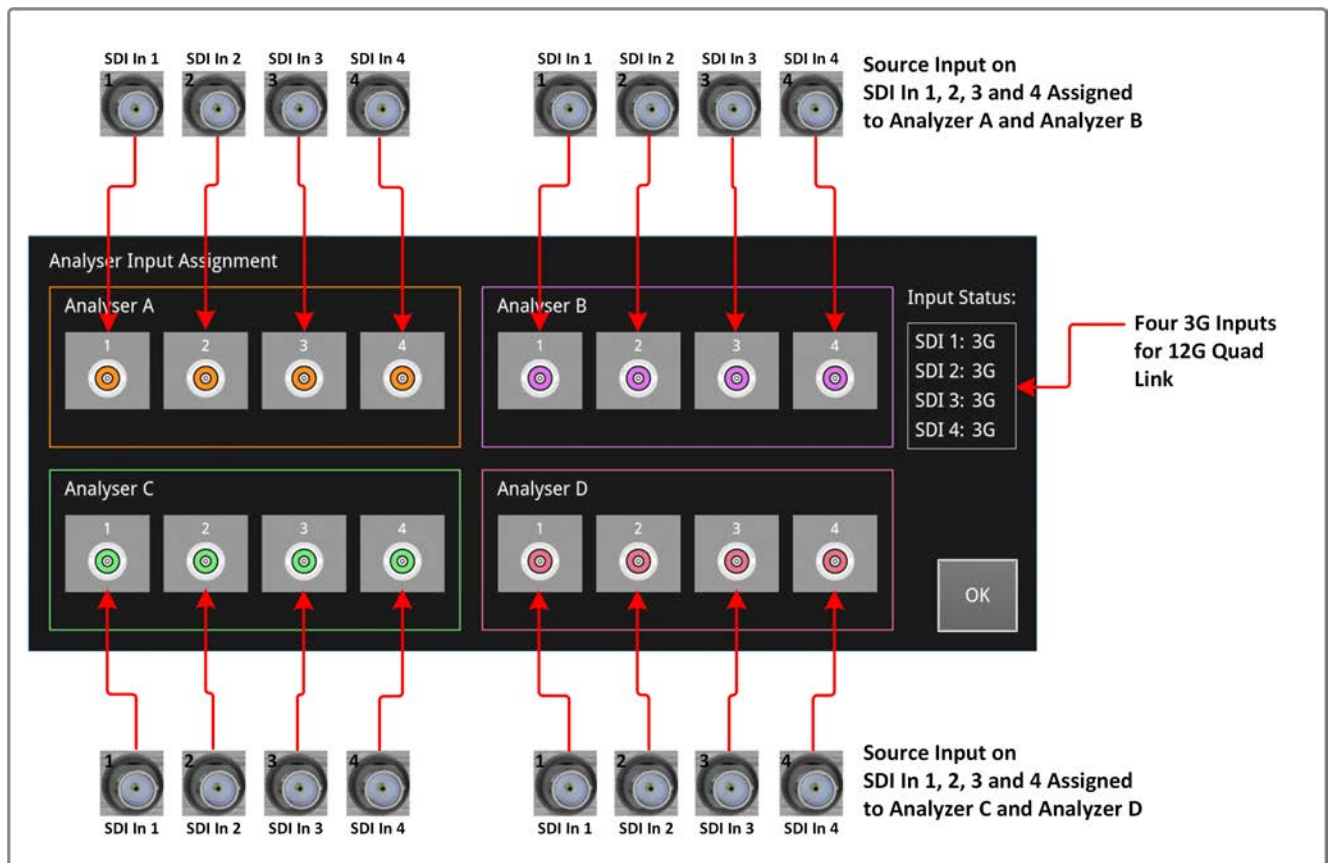 SDI In 1 SDI In 2 SDI In 3 SDI In 4 SDI In 1 SDI In 2 SDI In 3 SDI In 4
1 2 3 4 1 2 3 4
Source Input on
SDI In 1, 2, 3 and 4 Assigned
to Analyzer A and Analyzer B
Analyser Input Assignment
Analyser A
1 2 3 4
Analyser B
1 2 3 4
Input Status:
SDI 1: 3G
SDI 2: 3G
SDI 3: 3G
SDI 4: 3G
Four 3G Inputs
for 12G Quad
Link
Analyser C
1 2 3 4
Analyser D
1 2 3 4
OK
1 2 3 4 1 2 3 4
SDI In 1 SDI In 2 SDI In 3 SDI In 4 SDI In 1 SDI In 2 SDI In 3 SDI In 4
Source Input on
SDI In 1, 2, 3 and 4 Assigned
to Analyzer C and Analyzer D